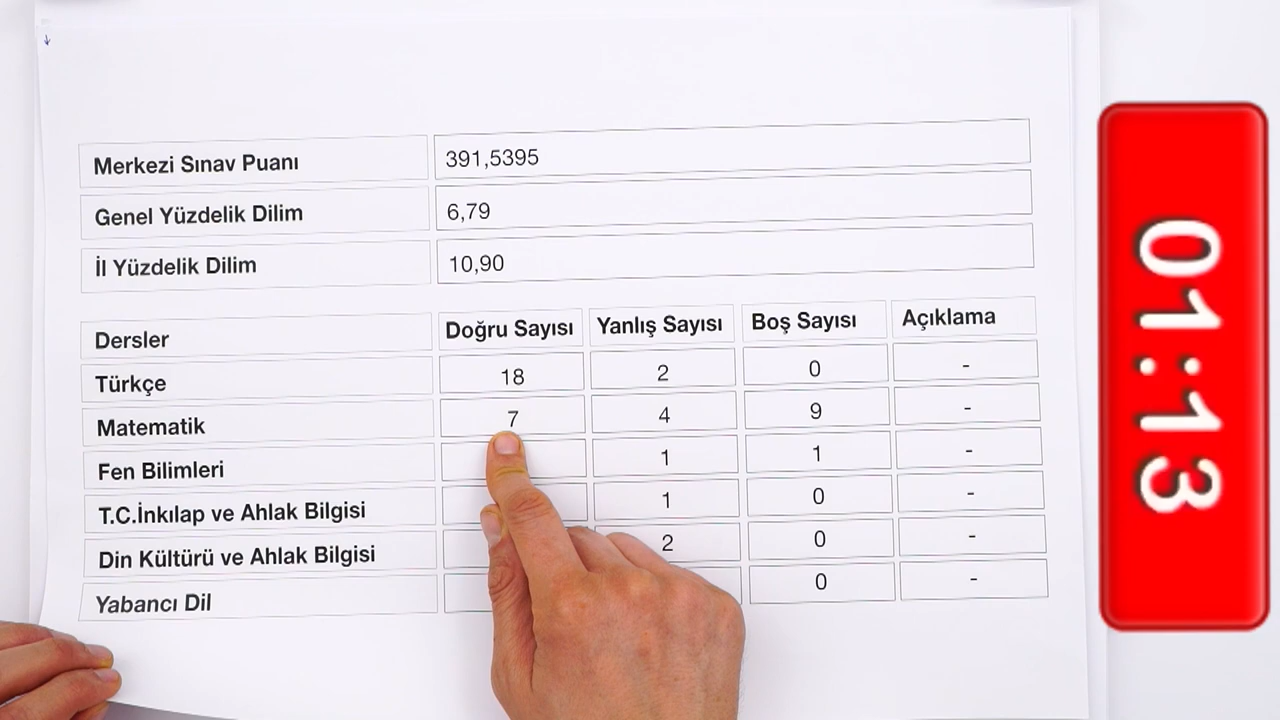 Merkezi Sınav Puanı 391,5395
Genel Yüzdelik Dilim 6,79
İl Yüzdelik Dilim 10,90
Dersler Doğru Sayısı Yanlış Sayısı Boş Sayısı Açıklama
Türkçe 18 2 0 -
Matematik 7 4 9 -
Fen Bilimleri 1 1 -
T.C.İnkılap ve Ahlak Bilgisi 1 0 -
Din Kültürü ve Ahlak Bilgisi 2 0 -
Yabancı Dil 0 -
01:13